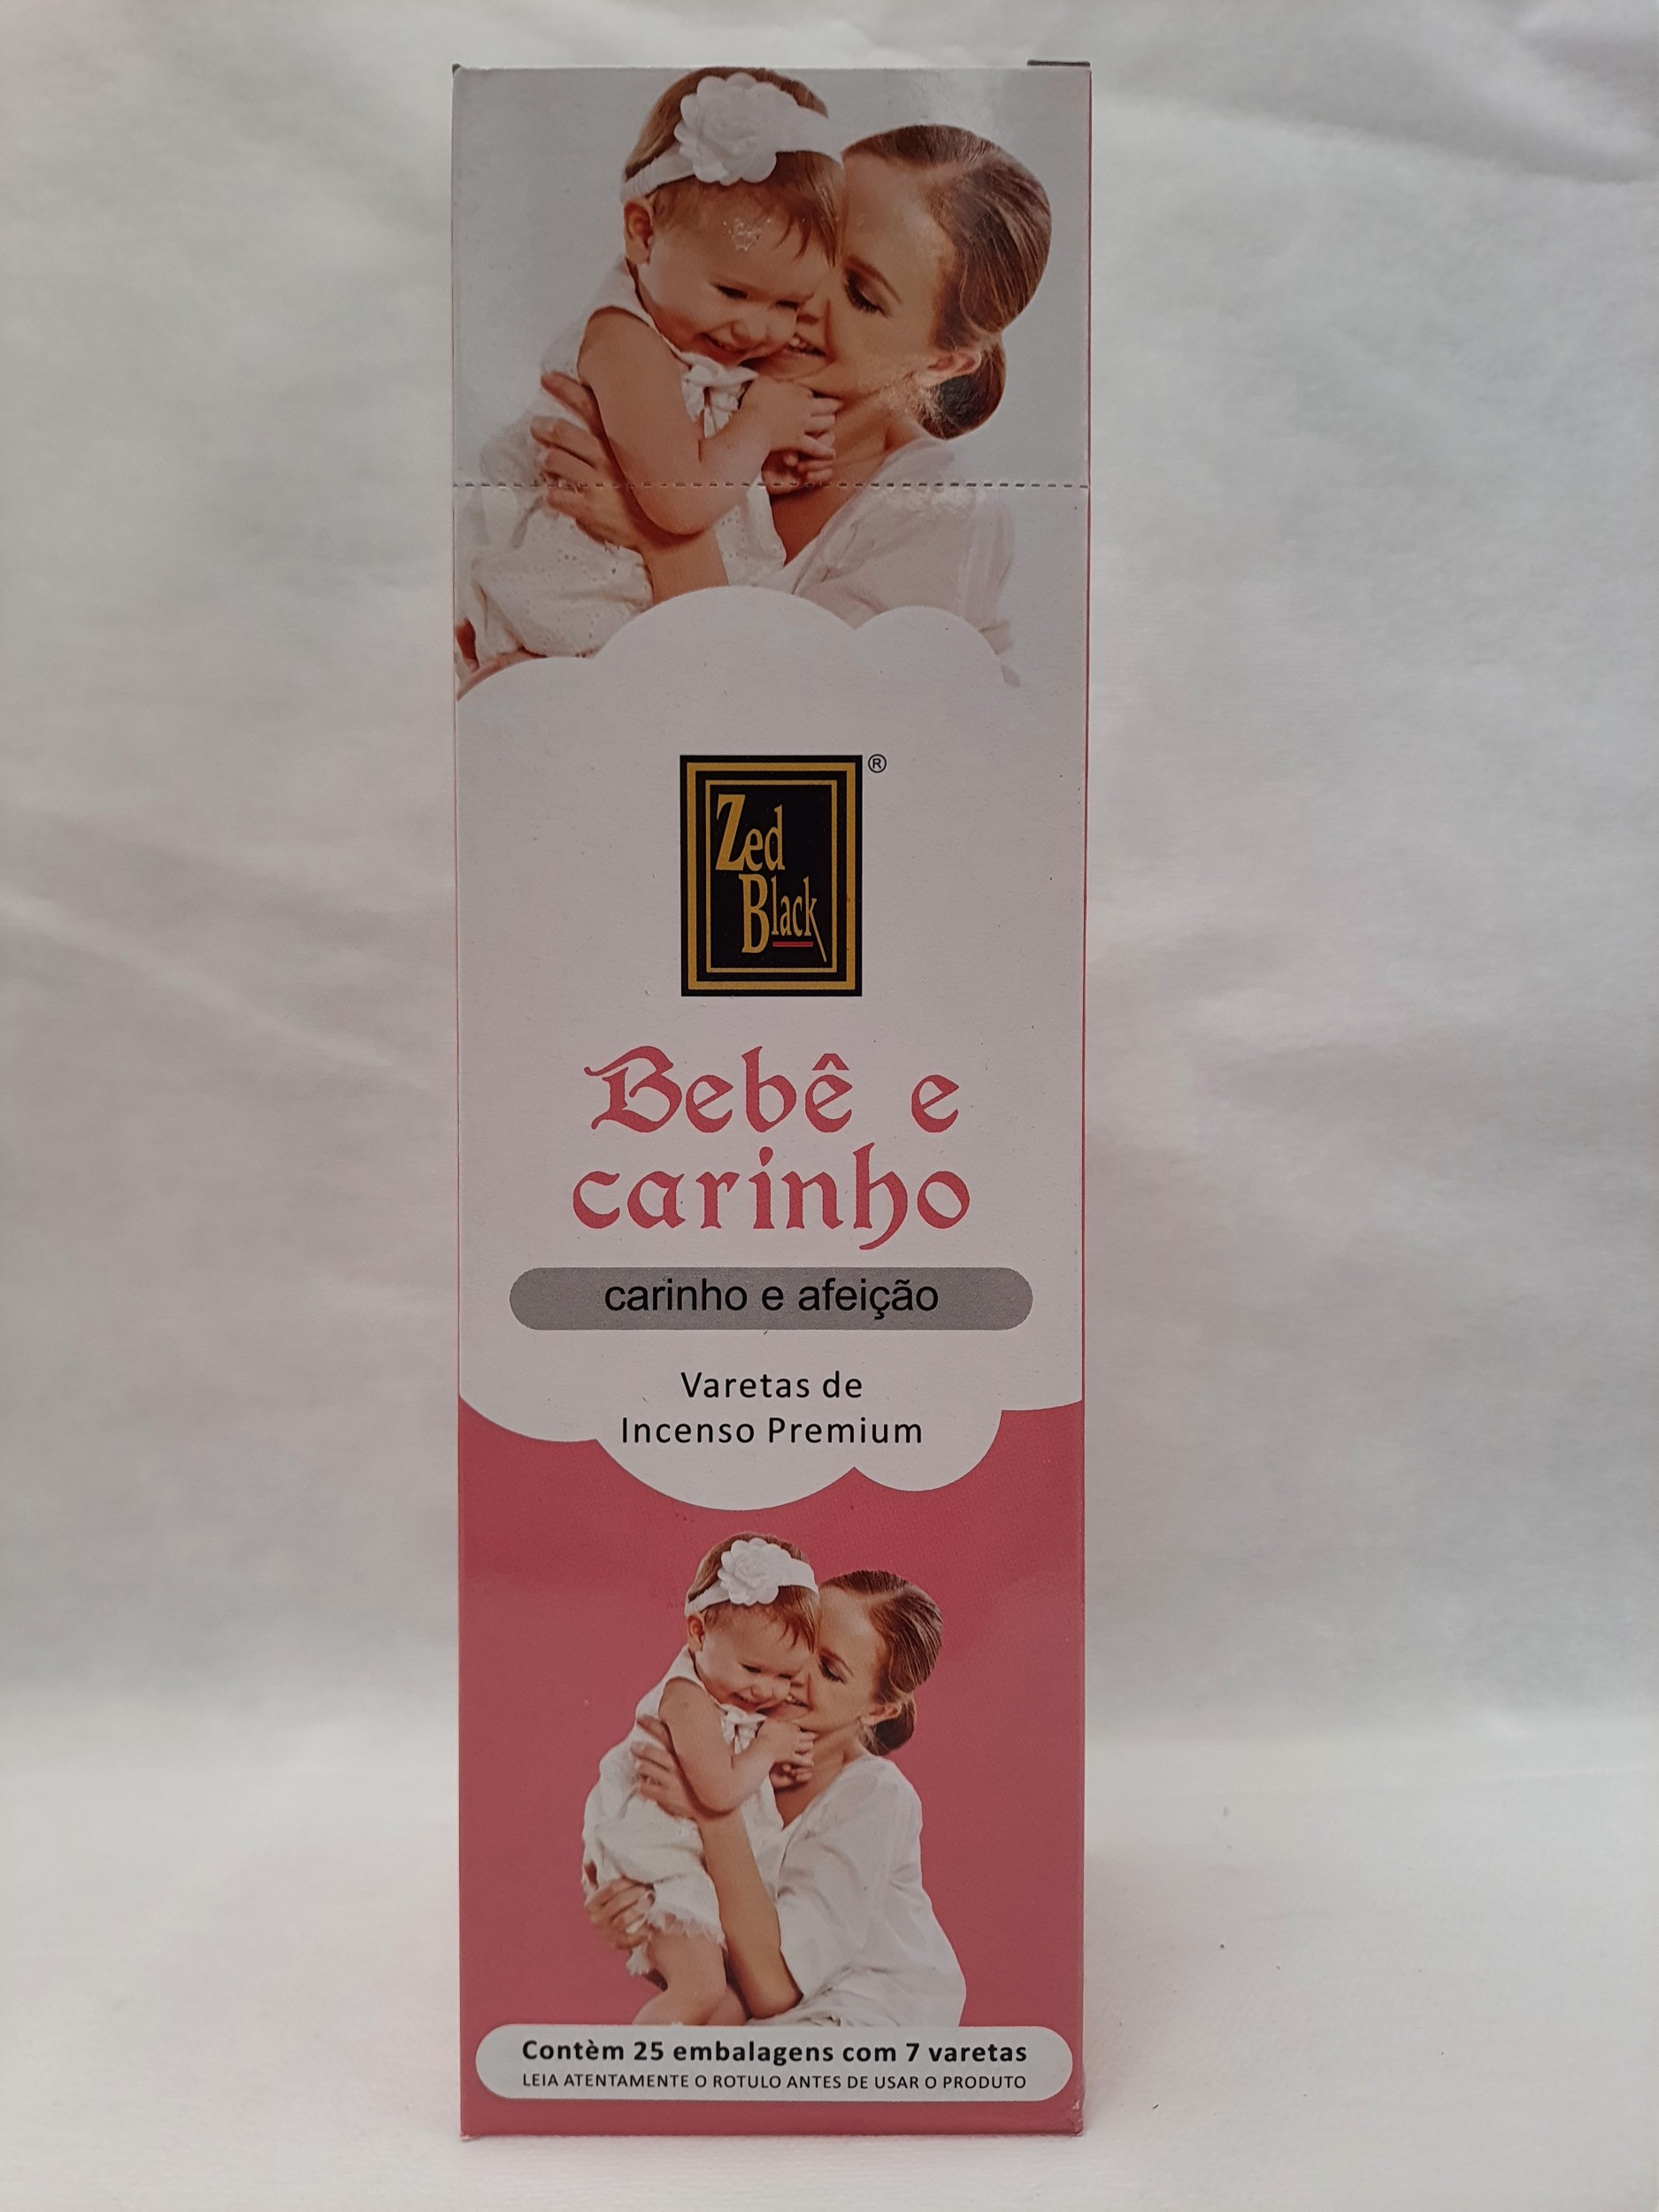 Zed
Black
®
Bebê e
carinho
carinho e afeição
Varetas de
Incenso Premium
Contèm 25 embalagens com 7 varetas
LEIA ATENTAMENTE O ROTULO ANTES DE USAR O PRODUTO